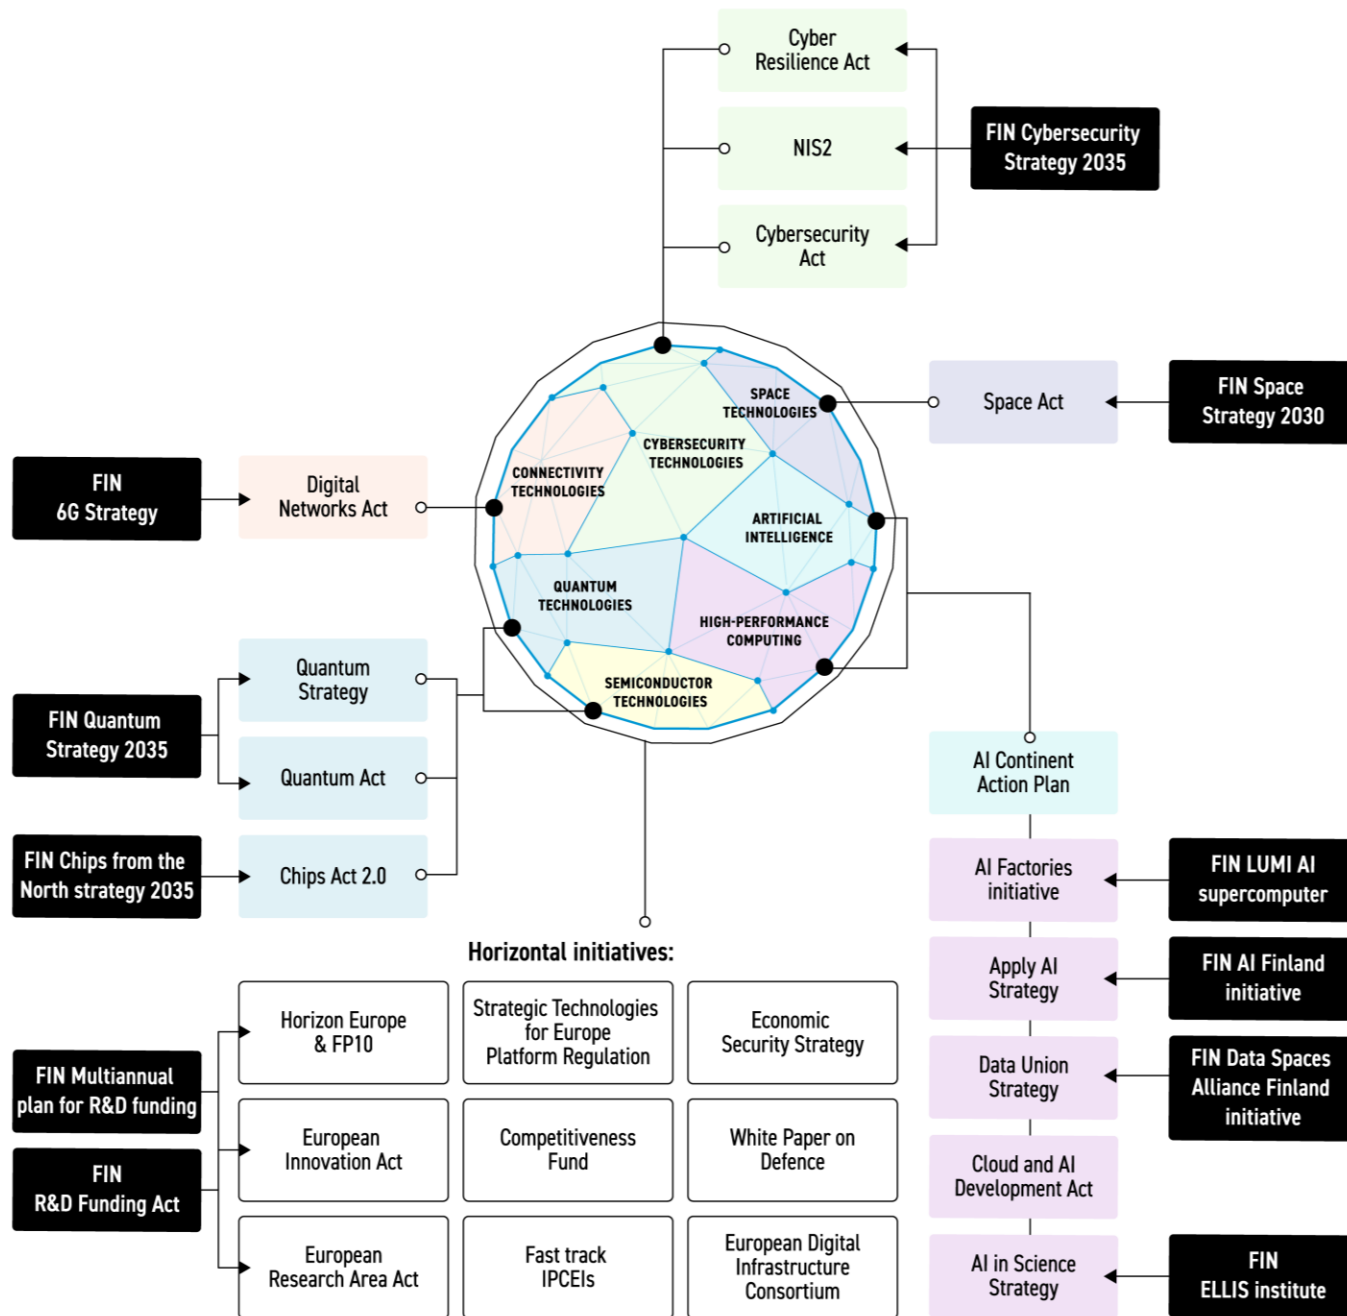 Cyber
Resilience Act
NIS2
Cybersecurity
Act
FIN Cybersecurity
Strategy 2035
SPACE
TECHNOLOGIES
CYBERSECURITY
TECHNOLOGIES
CONNECTIVITY
TECHNOLOGIES
ARTIFICIAL
INTELLIGENCE
QUANTUM
TECHNOLOGIES
HIGH-PERFORMANCE
COMPUTING
SEMICONDUCTOR
TECHNOLOGIES
Space Act
FIN Space
Strategy 2030
FIN
6G Strategy
Digital
Networks Act
FIN Quantum
Strategy 2035
Quantum
Strategy
Quantum Act
FIN Chips from the
North strategy 2035
Chips Act 2.0
AI Continent
Action Plan
AI Factories
initiative
FIN LUMI AI
supercomputer
Apply AI
Strategy
FIN AI Finland
initiative
Data Union
Strategy
FIN Data Spaces
Alliance Finland
initiative
Cloud and AI
Development Act
AI in Science
Strategy
FIN
ELLIS institute
Horizontal initiatives:
FIN Multiannual
plan for R&D funding
FIN
R&D Funding Act
Horizon Europe
& FP10
Strategic Technologies
for Europe
Platform Regulation
Economic
Security Strategy
European
Innovation Act
Competitiveness
Fund
White Paper on
Defence
European
Research Area Act
Fast track
IPCEIs
European Digital
Infrastructure
Consortium